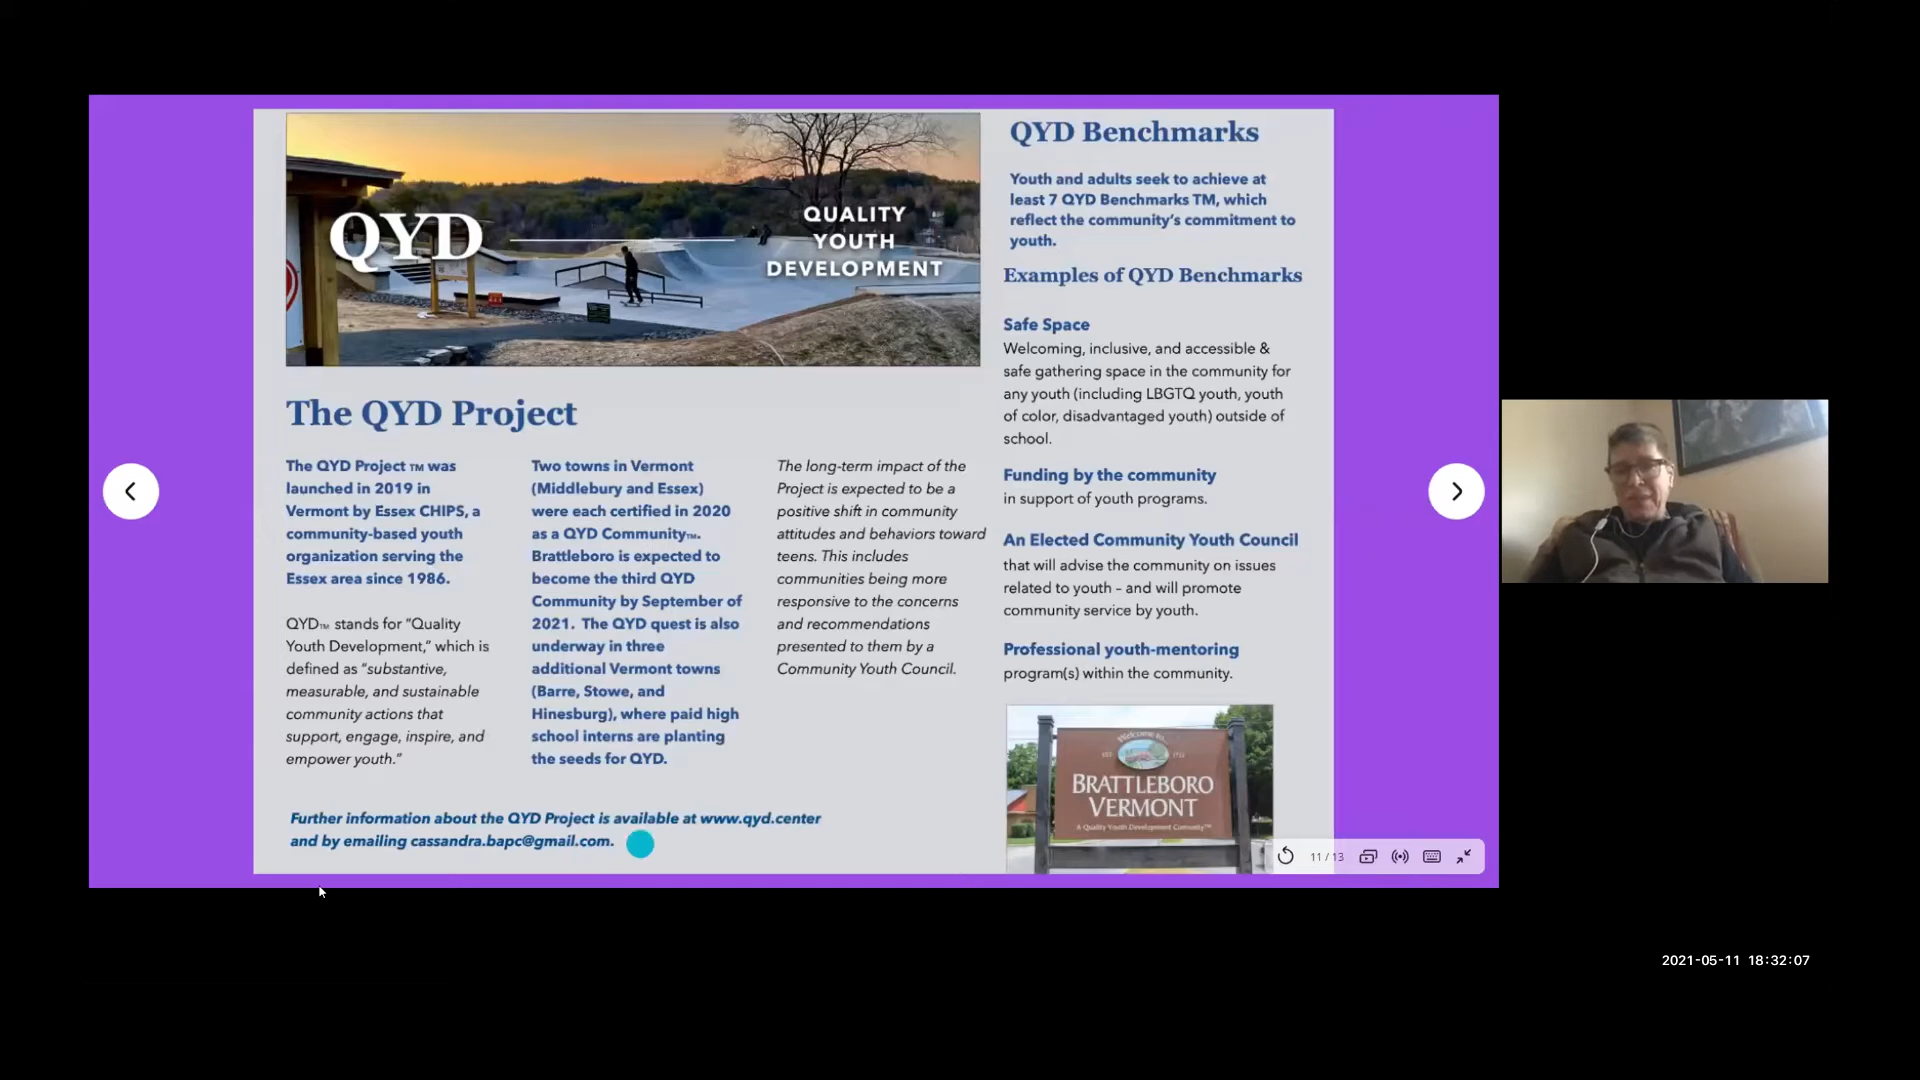 QYD
QUALITY
YOUTH
DEVELOPMENT
The QYD Project
The QYD Project TM was
launched in 2019 in
Vermont by Essex CHIPS, a
community-based youth
organization serving the
Essex area since 1986.
QYDTM stands for “Quality
Youth Development,” which is
defined as “substantive,
measurable, and sustainable
community actions that
support, engage, inspire, and
empower youth.”
Two towns in Vermont
(Middlebury and Essex)
were each certified in 2020
as a QYD CommunityTM.
Brattleboro is expected to
become the third QYD
Community by September of
2021. The QYD quest is also
underway in three
additional Vermont towns
(Barre, Stowe, and
Hinesburg), where paid high
school interns are planting
the seeds for QYD.
The long-term impact of the
Project is expected to be a
positive shift in community
attitudes and behaviors toward
teens. This includes
communities being more
responsive to the concerns
and recommendations
presented to them by a
Community Youth Council.
Further information about the QYD Project is available at www.qyd.center
and by emailing cassandra.bapc@gmail.com.
QYD Benchmarks
Youth and adults seek to achieve at
least 7 QYD Benchmarks TM, which
reflect the community’s commitment to
youth.
Examples of QYD Benchmarks
Safe Space
Welcoming, inclusive, and accessible &
safe gathering space in the community for
any youth (including LBGTQ youth, youth
of color, disadvantaged youth) outside of
school.
Funding by the community
in support of youth programs.
An Elected Community Youth Council
that will advise the community on issues
related to youth – and will promote
community service by youth.
Professional youth-mentoring
program(s) within the community.
Welcome to
BRATTLEBORO
VERMONT
A Quality Youth Development Comunity™
11 / 13
2021-05-11 18:32:07